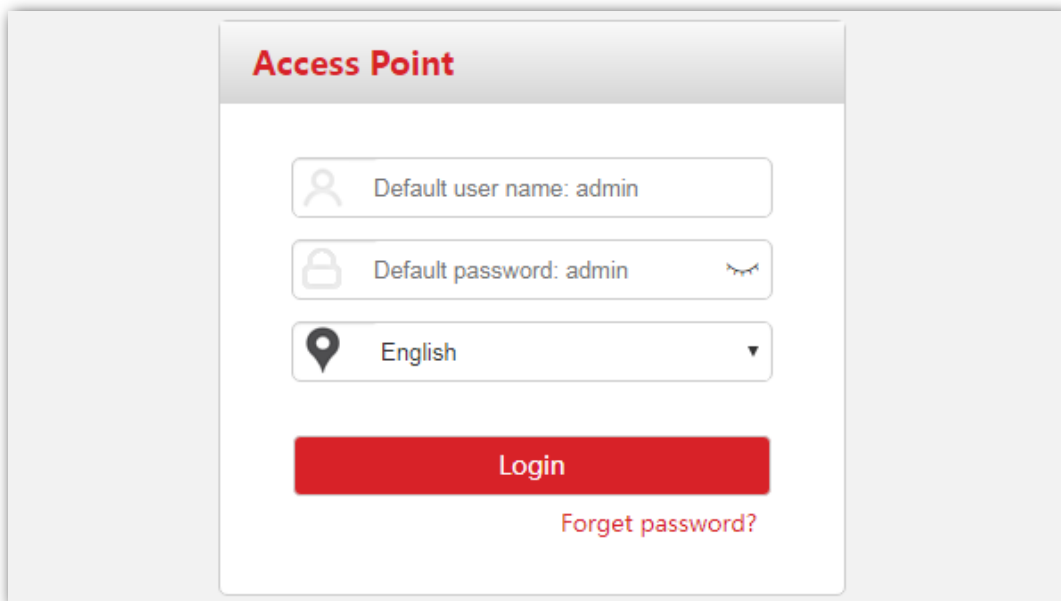 Access Point
Default user name: admin
Default password: admin
English
Login
Forget password?